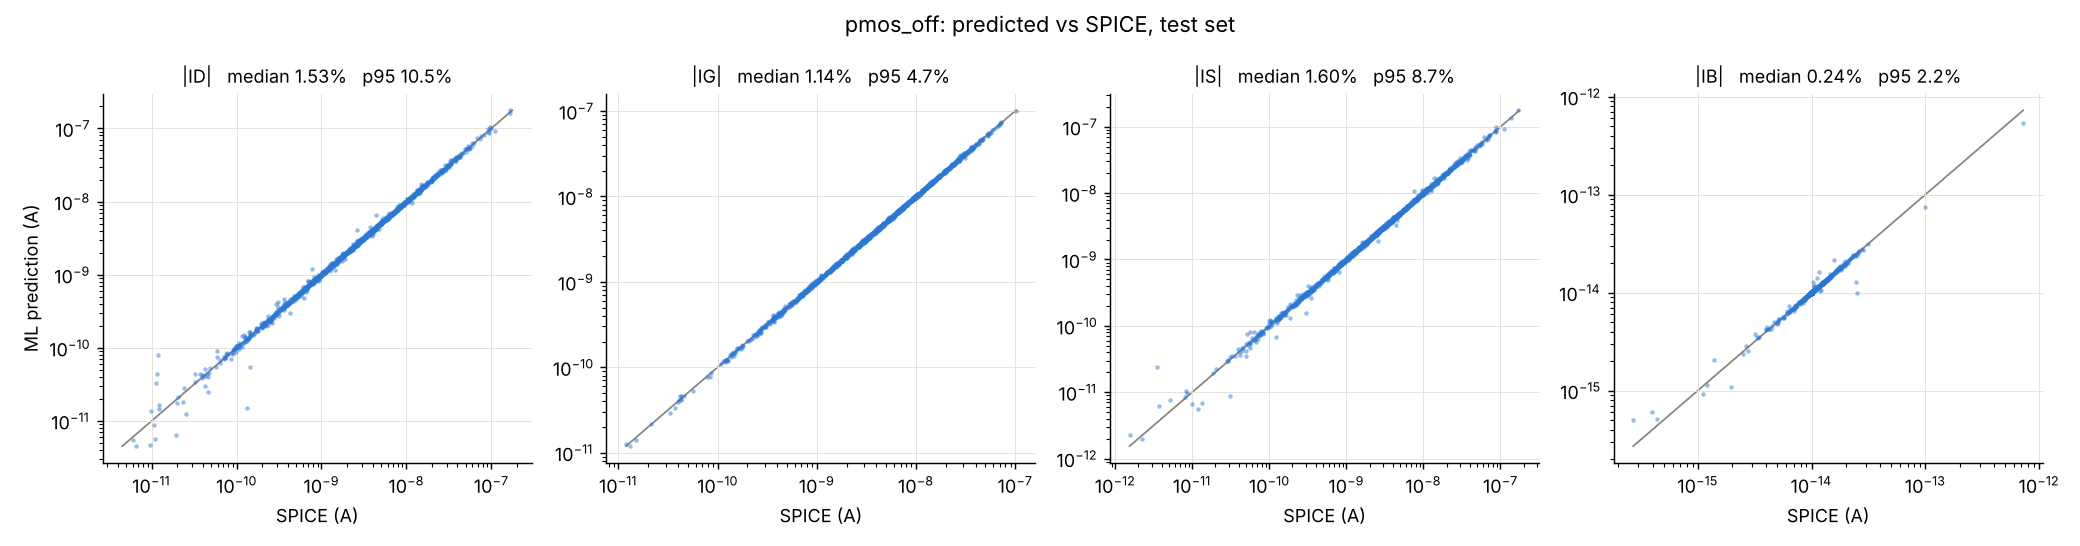 pmos_off: predicted vs SPICE, test set
|ID| median 1.53% p95 10.5%
|IG| median 1.14% p95 4.7%
|IS| median 1.60% p95 8.7%
|IB| median 0.24% p95 2.2%
ML prediction (A)
10⁻⁷
10⁻⁸
10⁻⁹
10⁻¹⁰
10⁻¹¹
10⁻¹¹ 10⁻¹⁰ 10⁻⁹ 10⁻⁸ 10⁻⁷
SPICE (A)
10⁻⁷
10⁻⁸
10⁻⁹
10⁻¹⁰
10⁻¹¹
10⁻¹¹ 10⁻¹⁰ 10⁻⁹ 10⁻⁸ 10⁻⁷
SPICE (A)
10⁻⁷
10⁻⁸
10⁻⁹
10⁻¹⁰
10⁻¹¹
10⁻¹²
10⁻¹² 10⁻¹¹ 10⁻¹⁰ 10⁻⁹ 10⁻⁸ 10⁻⁷
SPICE (A)
10⁻¹²
10⁻¹³
10⁻¹⁴
10⁻¹⁵
10⁻¹⁵ 10⁻¹⁴ 10⁻¹³ 10⁻¹²
SPICE (A)